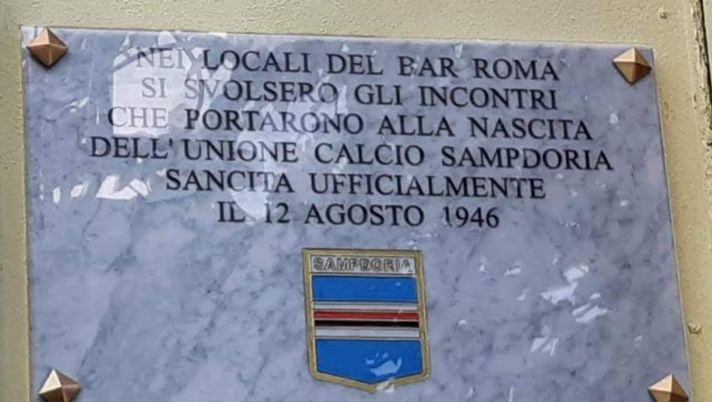 NEI LOCALI DEL BAR ROMA
SI SVOLSERO GLI INCONTRI
CHE PORTARONO ALLA NASCITA
DELL'UNIONE CALCIO SAMPDORIA
SANCITA UFFICIALMENTE
IL 12 AGOSTO 1946
SAMPDORIA